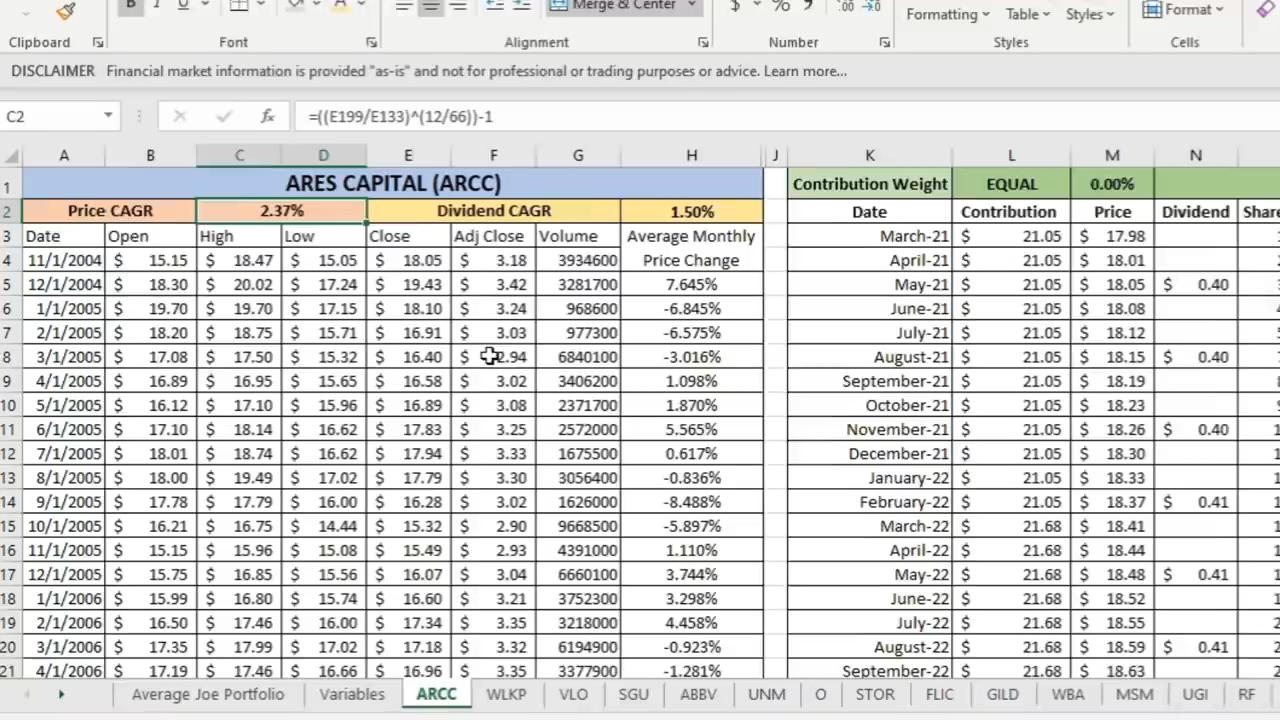 B I U Merge & Center $ % Formatting Table Styles Format
Clipboard Font Alignment Number Styles Cells
DISCLAIMER Financial market information is provided "as-is" and not for professional or trading purposes or advice. Learn more...
C2 fx =((E199/E133)^(12/66))-1
A B C D E F G H J K L M N
1 ARES CAPITAL (ARCC) Contribution Weight EQUAL 0.00%
2 Price CAGR 2.37% Dividend CAGR 1.50% Date Contribution Price Dividend
3 Date Open High Low Close Adj Close Volume Average Monthly March-21 $ 21.05 $ 17.98
4 11/1/2004 $ 15.15 $ 18.47 $ 15.05 $ 18.05 $ 3.18 3934600 Price Change April-21 $ 21.05 $ 18.01
5 12/1/2004 $ 18.30 $ 20.02 $ 17.24 $ 19.43 $ 3.42 3281700 7.645% May-21 $ 21.05 $ 18.05 $ 0.40
6 1/1/2005 $ 19.70 $ 19.70 $ 16.22 $ 18.10 $ 3.24 968600 -6.845% June-21 $ 21.05 $ 18.08
7 2/1/2005 $ 18.20 $ 18.75 $ 15.71 $ 16.91 $ 3.03 977300 -6.575% July-21 $ 21.05 $ 18.12
8 3/1/2005 $ 17.08 $ 17.50 $ 15.32 $ 16.40 $ 2.94 6840100 -3.016% August-21 $ 21.05 $ 18.15 $ 0.40
9 4/1/2005 $ 16.89 $ 16.95 $ 15.65 $ 16.58 $ 3.02 3406200 1.098% September-21 $ 21.05 $ 18.19
10 5/1/2005 $ 16.12 $ 17.10 $ 15.96 $ 16.89 $ 3.08 2371700 1.870% October-21 $ 21.05 $ 18.23
11 6/1/2005 $ 17.10 $ 18.14 $ 16.62 $ 17.83 $ 3.25 2572000 5.565% November-21 $ 21.05 $ 18.26 $ 0.40
12 7/1/2005 $ 18.01 $ 18.74 $ 16.62 $ 17.94 $ 3.33 1675500 0.617% December-21 $ 21.05 $ 18.30
13 8/1/2005 $ 18.00 $ 19.49 $ 17.02 $ 17.79 $ 3.30 3056400 -0.836% January-22 $ 21.05 $ 18.33
14 9/1/2005 $ 17.78 $ 17.79 $ 16.00 $ 16.28 $ 3.02 1626000 -8.488% February-22 $ 21.05 $ 18.37 $ 0.41
15 10/1/2005 $ 16.21 $ 16.75 $ 14.44 $ 15.32 $ 2.90 9668500 -5.897% March-22 $ 21.68 $ 18.41
16 11/1/2005 $ 15.15 $ 15.96 $ 15.08 $ 15.49 $ 2.93 4391000 1.110% April-22 $ 21.68 $ 18.44
17 12/1/2005 $ 15.75 $ 16.85 $ 15.56 $ 16.07 $ 3.04 6660100 3.744% May-22 $ 21.68 $ 18.48 $ 0.41
18 1/1/2006 $ 15.99 $ 16.80 $ 15.74 $ 16.60 $ 3.21 3752300 3.298% June-22 $ 21.68 $ 18.52
19 2/1/2006 $ 16.50 $ 17.46 $ 16.00 $ 17.34 $ 3.35 3218000 4.458% July-22 $ 21.68 $ 18.55
20 3/1/2006 $ 17.35 $ 17.99 $ 17.02 $ 17.18 $ 3.32 6194900 -0.923% August-22 $ 21.68 $ 18.59 $ 0.41
21 4/1/2006 $ 17.19 $ 17.46 $ 16.66 $ 16.96 $ 3.35 3377900 -1.281% September-22 $ 21.68 $ 18.63
Average Joe Portfolio Variables ARCC WLKP VLO SGU ABBV UNM O STOR FLIC GILD WBA MSM UGI RF